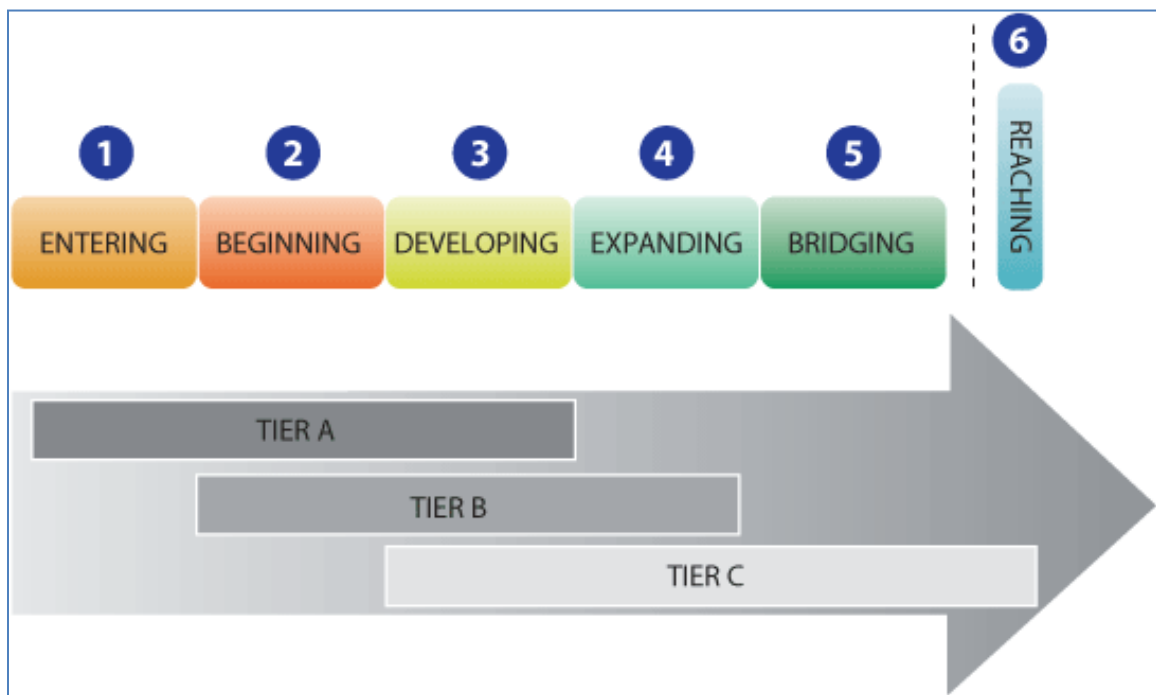 6
REACHING
1 2 3 4 5
ENTERING BEGINNING DEVELOPING EXPANDING BRIDGING
TIER A
TIER B
TIER C